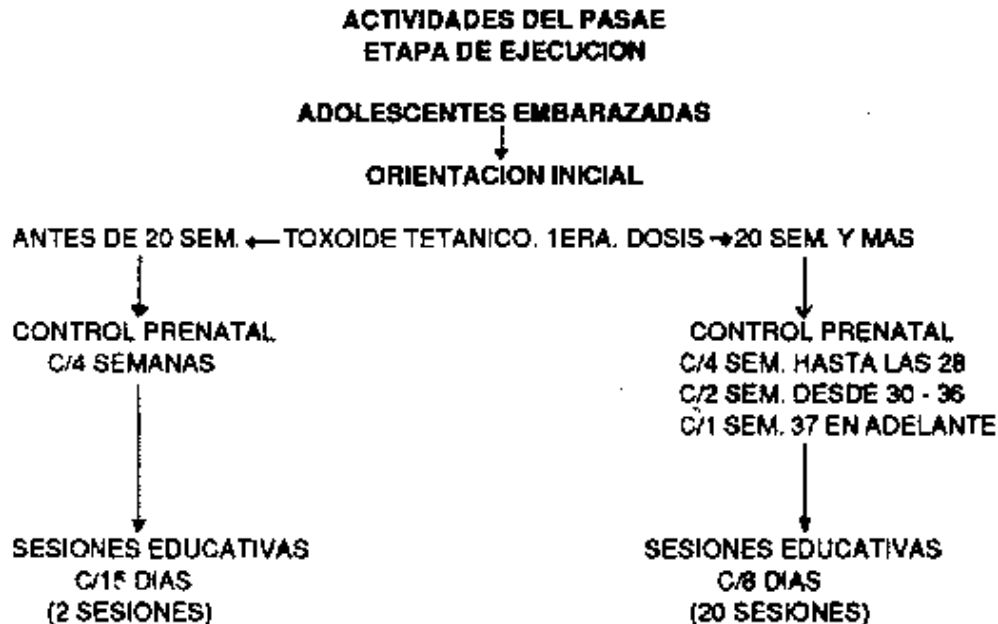 ACTIVIDADES DEL PASAE
ETAPA DE EJECUCION
ADOLESCENTES EMBARAZADAS
ORIENTACION INICIAL
ANTES DE 20 SEM. ← TOXOIDE TETANICO. 1ERA. DOSIS → 20 SEM. Y MAS
CONTROL PRENATAL
C/4 SEMANAS
CONTROL PRENATAL
C/4 SEM. HASTA LAS 28
C/2 SEM. DESDE 30 - 36
C/1 SEM. 37 EN ADELANTE
SESIONES EDUCATIVAS
C/15 DIAS
(2 SESIONES)
SESIONES EDUCATIVAS
C/8 DIAS
(20 SESIONES)